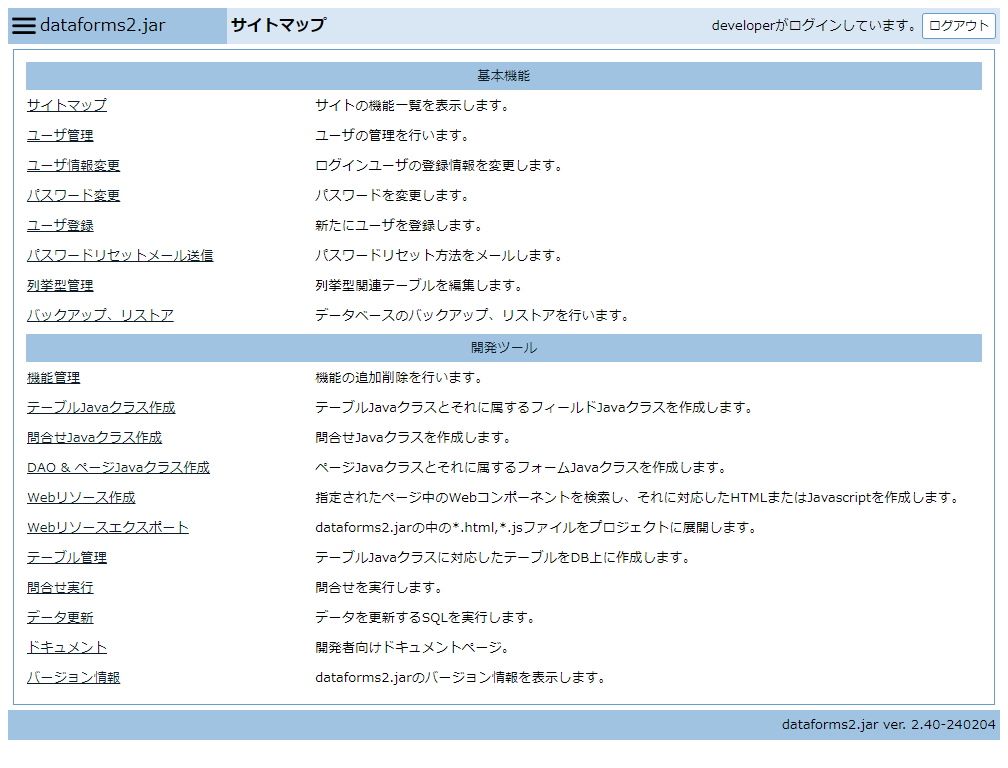 dataforms2.jar サイトマップ developerがログインしています。 ログアウト
基本機能
サイトマップ サイトの機能一覧を表示します。
ユーザ管理 ユーザの管理を行います。
ユーザ情報変更 ログインユーザの登録情報を変更します。
パスワード変更 パスワードを変更します。
ユーザ登録 新たにユーザを登録します。
パスワードリセットメール送信 パスワードリセット方法をメールします。
列挙型管理 列挙型関連テーブルを編集します。
バックアップ、リストア データベースのバックアップ、リストアを行います。
開発ツール
機能管理 機能の追加削除を行います。
テーブルJavaクラス作成 テーブルJavaクラスとそれに属するフィールドJavaクラスを作成します。
問合せJavaクラス作成 問合せJavaクラスを作成します。
DAO & ページJavaクラス作成 ページJavaクラスとそれに属するフォームJavaクラスを作成します。
Webリソース作成 指定されたページ中のWebコンポーネントを検索し、それに対応したHTMLまたはJavascriptを作成します。
Webリソースエクスポート dataforms2.jarの中の*.html,*.jsファイルをプロジェクトに展開します。
テーブル管理 テーブルJavaクラスに対応したテーブルをDB上に作成します。
問合せ実行 問合せを実行します。
データ更新 データを更新するSQLを実行します。
ドキュメント 開発者向けドキュメントページ。
バージョン情報 dataforms2.jarのバージョン情報を表示します。
dataforms2.jar ver. 2.40-240204